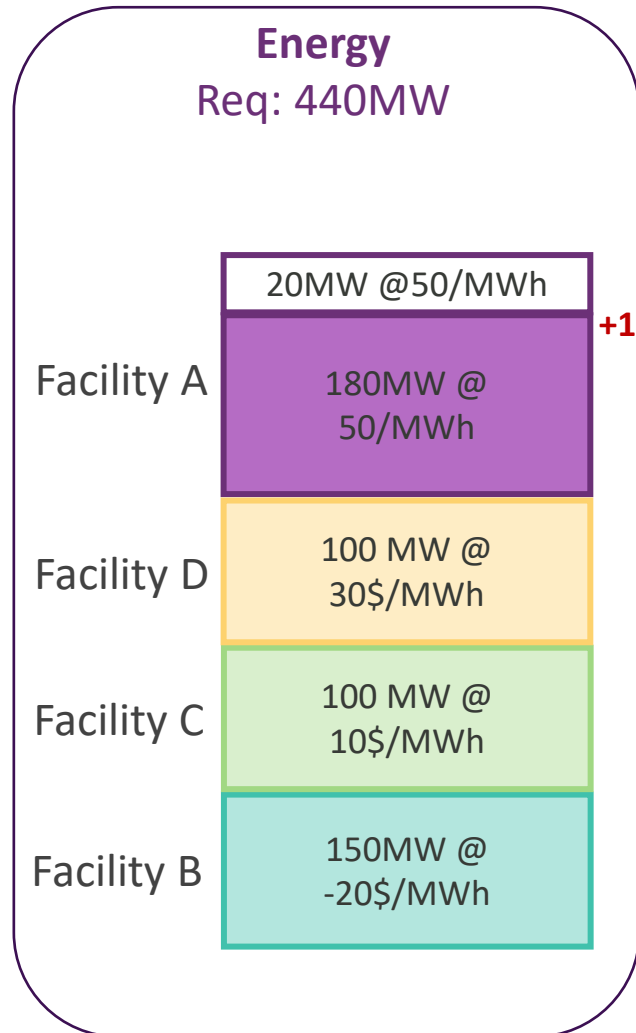 Energy
Req: 440MW
20MW @50/MWh
+1
Facility A
180MW @
50/MWh
Facility D
100 MW @
30$/MWh
Facility C
100 MW @
10$/MWh
Facility B
150MW @
-20$/MWh